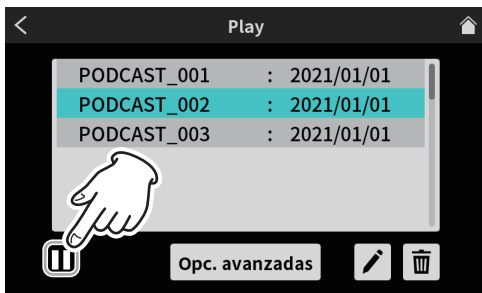 Play
PODCAST_001 : 2021/01/01
PODCAST_002 : 2021/01/01
PODCAST_003 : 2021/01/01
Opc. avanzadas